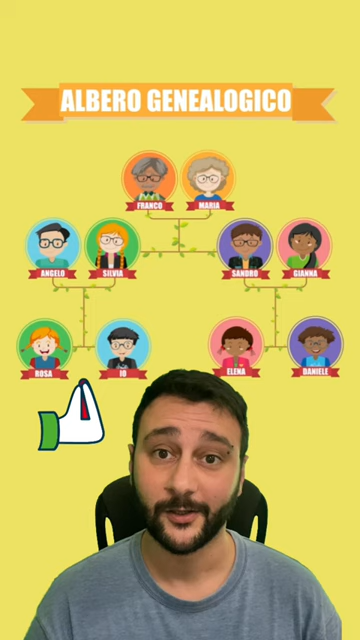 ALBERO GENEALOGICO
FRANCO MARIA
ANGELO SILVIA SANDRO GIANNA
ROSA IO ELENA DANIELE